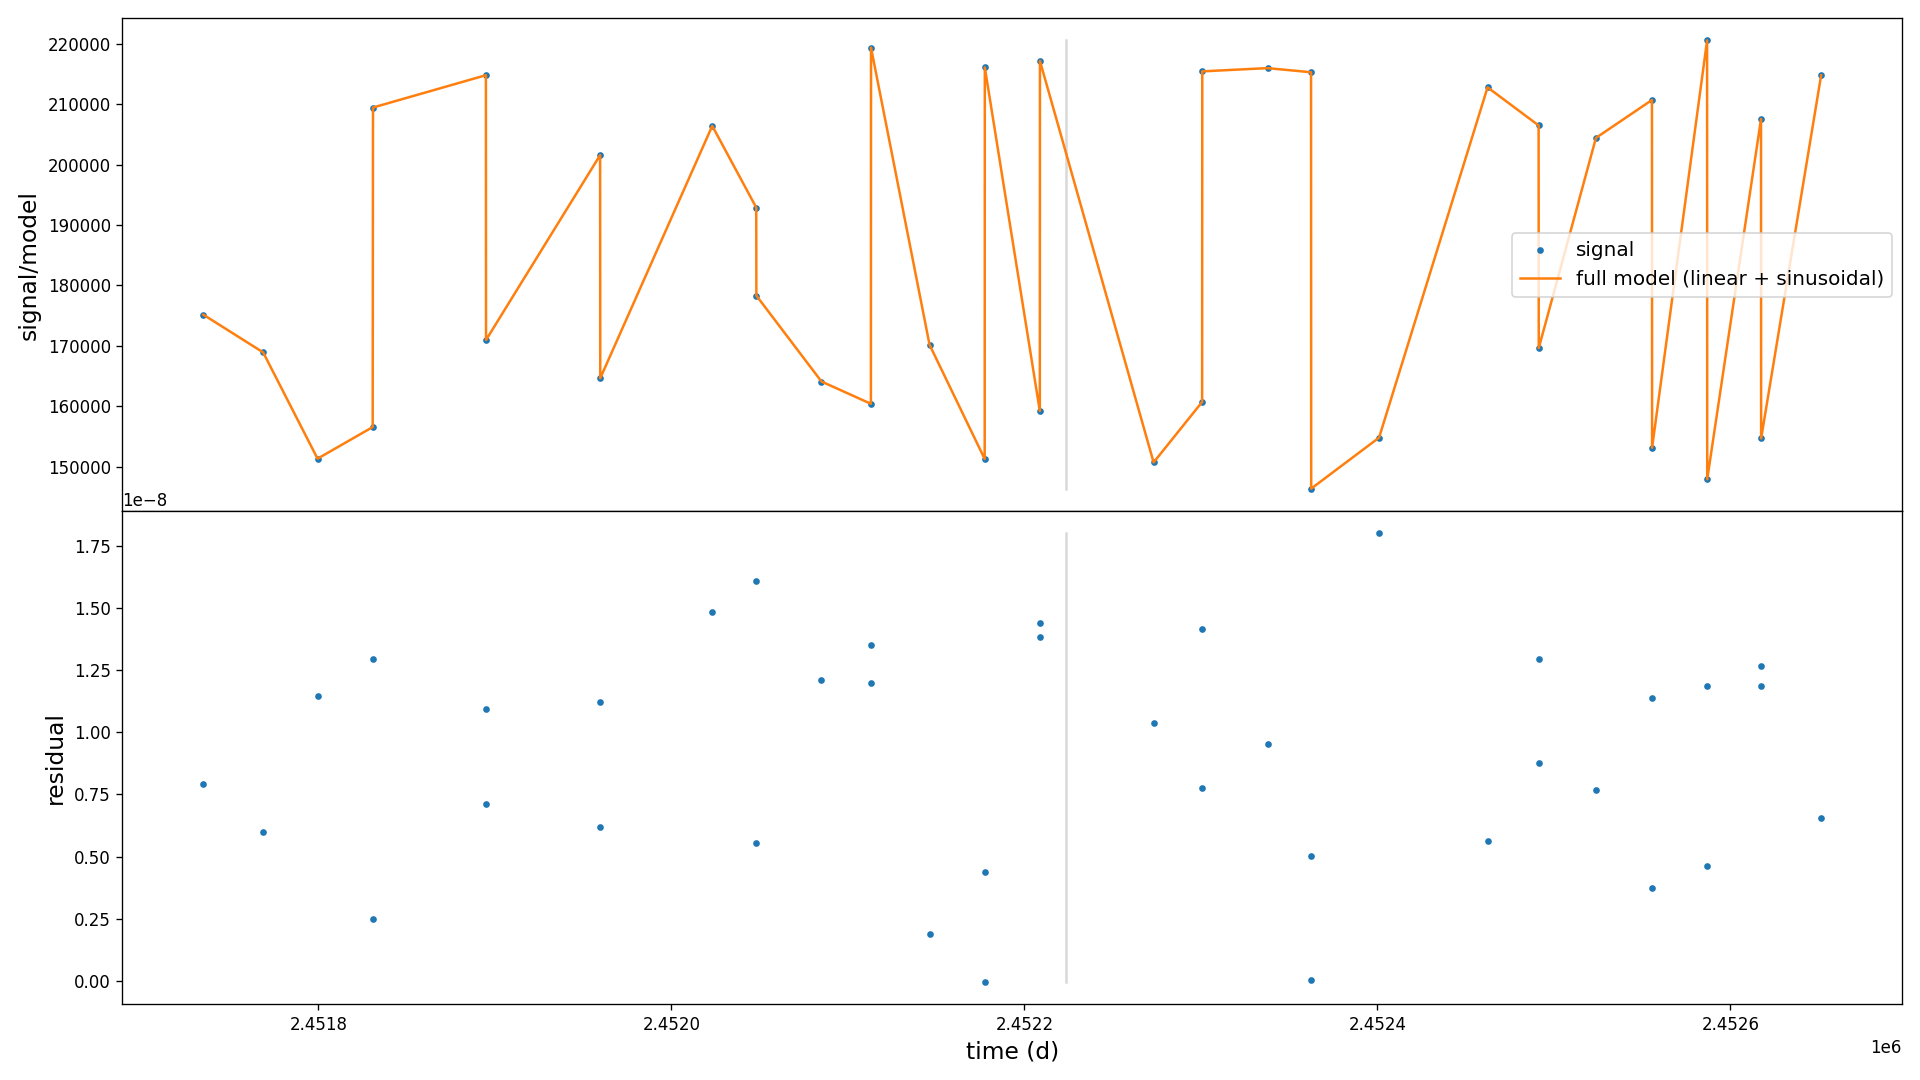 220000
210000
200000
190000
180000
170000
160000
150000
signal/model
signal
full model (linear + sinusoidal)
1e−8
1.75
1.50
1.25
1.00
0.75
0.50
0.25
0.00
residual
2.4518 2.4520 2.4522 2.4524 2.4526
time (d)
1e6